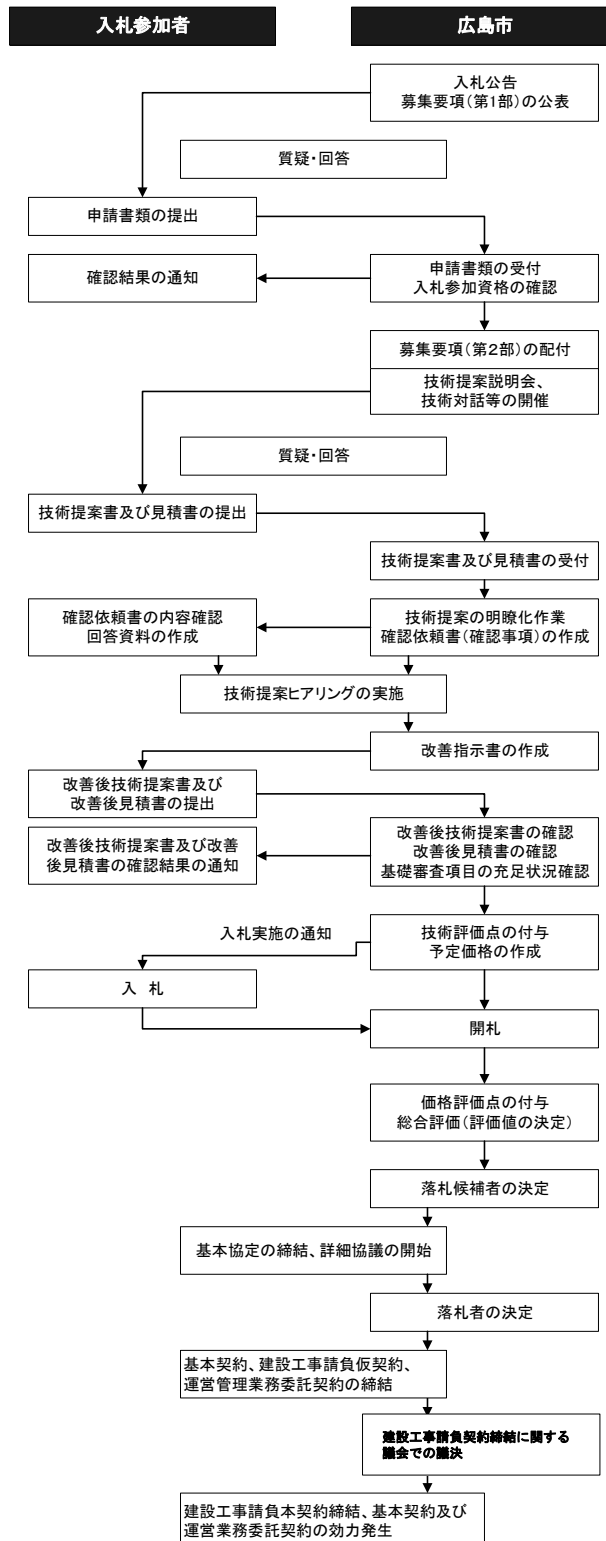 入札参加者
広島市
入札公告
募集要項(第1部)の公表
質疑・回答
申請書類の提出
申請書類の受付
入札参加資格の確認
確認結果の通知
募集要項(第2部)の配付
技術提案説明会、
技術対話等の開催
質疑・回答
技術提案書及び見積書の提出
技術提案書及び見積書の受付
確認依頼書の内容確認
回答資料の作成
技術提案の明瞭化作業
確認依頼書(確認事項)の作成
技術提案ヒアリングの実施
改善指示書の作成
改善後技術提案書及び
改善後見積書の提出
改善後技術提案書の確認
改善後見積書の確認
基礎審査項目の充足状況確認
改善後技術提案書及び改善
後見積書の確認結果の通知
技術評価点の付与
予定価格の作成
入札実施の通知
入 札
開札
価格評価点の付与
総合評価(評価値の決定)
落札候補者の決定
基本協定の締結、詳細協議の開始
落札者の決定
基本契約、建設工事請負仮契約、
運営管理業務委託契約の締結
建設工事請負契約締結に関する
議会での議決
建設工事請負本契約締結、基本契約及び
運営業務委託契約の効力発生